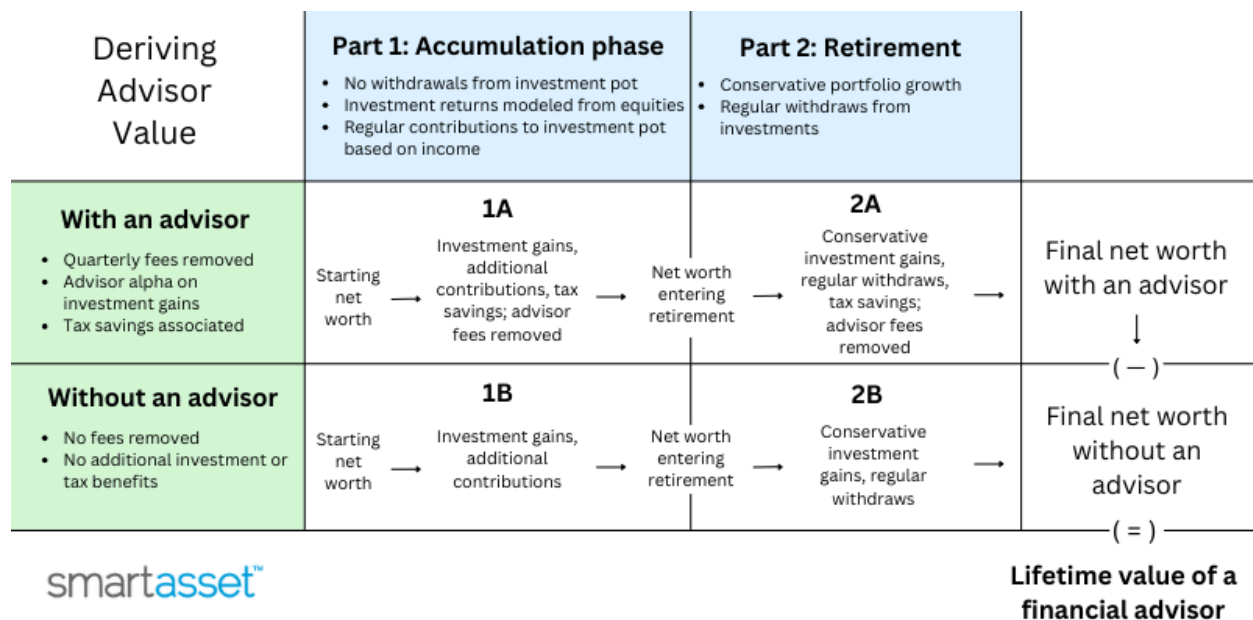 Deriving
Advisor
Value
Part 1: Accumulation phase
• No withdrawals from investment pot
• Investment returns modeled from equities
• Regular contributions to investment pot
based on income
Part 2: Retirement
• Conservative portfolio growth
• Regular withdraws from
investments
With an advisor
• Quarterly fees removed
• Advisor alpha on
investment gains
• Tax savings associated
Starting
net
worth
1A
Investment gains,
additional
contributions, tax
savings; advisor
fees removed
Net worth
entering
retirement
2A
Conservative
investment gains,
regular withdraws,
tax savings;
advisor fees
removed
Final net worth
with an advisor
( — )
Without an advisor
• No fees removed
• No additional investment or
tax benefits
Starting
net
worth
1B
Investment gains,
additional
contributions
Net worth
entering
retirement
2B
Conservative
investment
gains, regular
withdraws
Final net worth
without an
advisor
( = )
smartasset™
Lifetime value of a
financial advisor